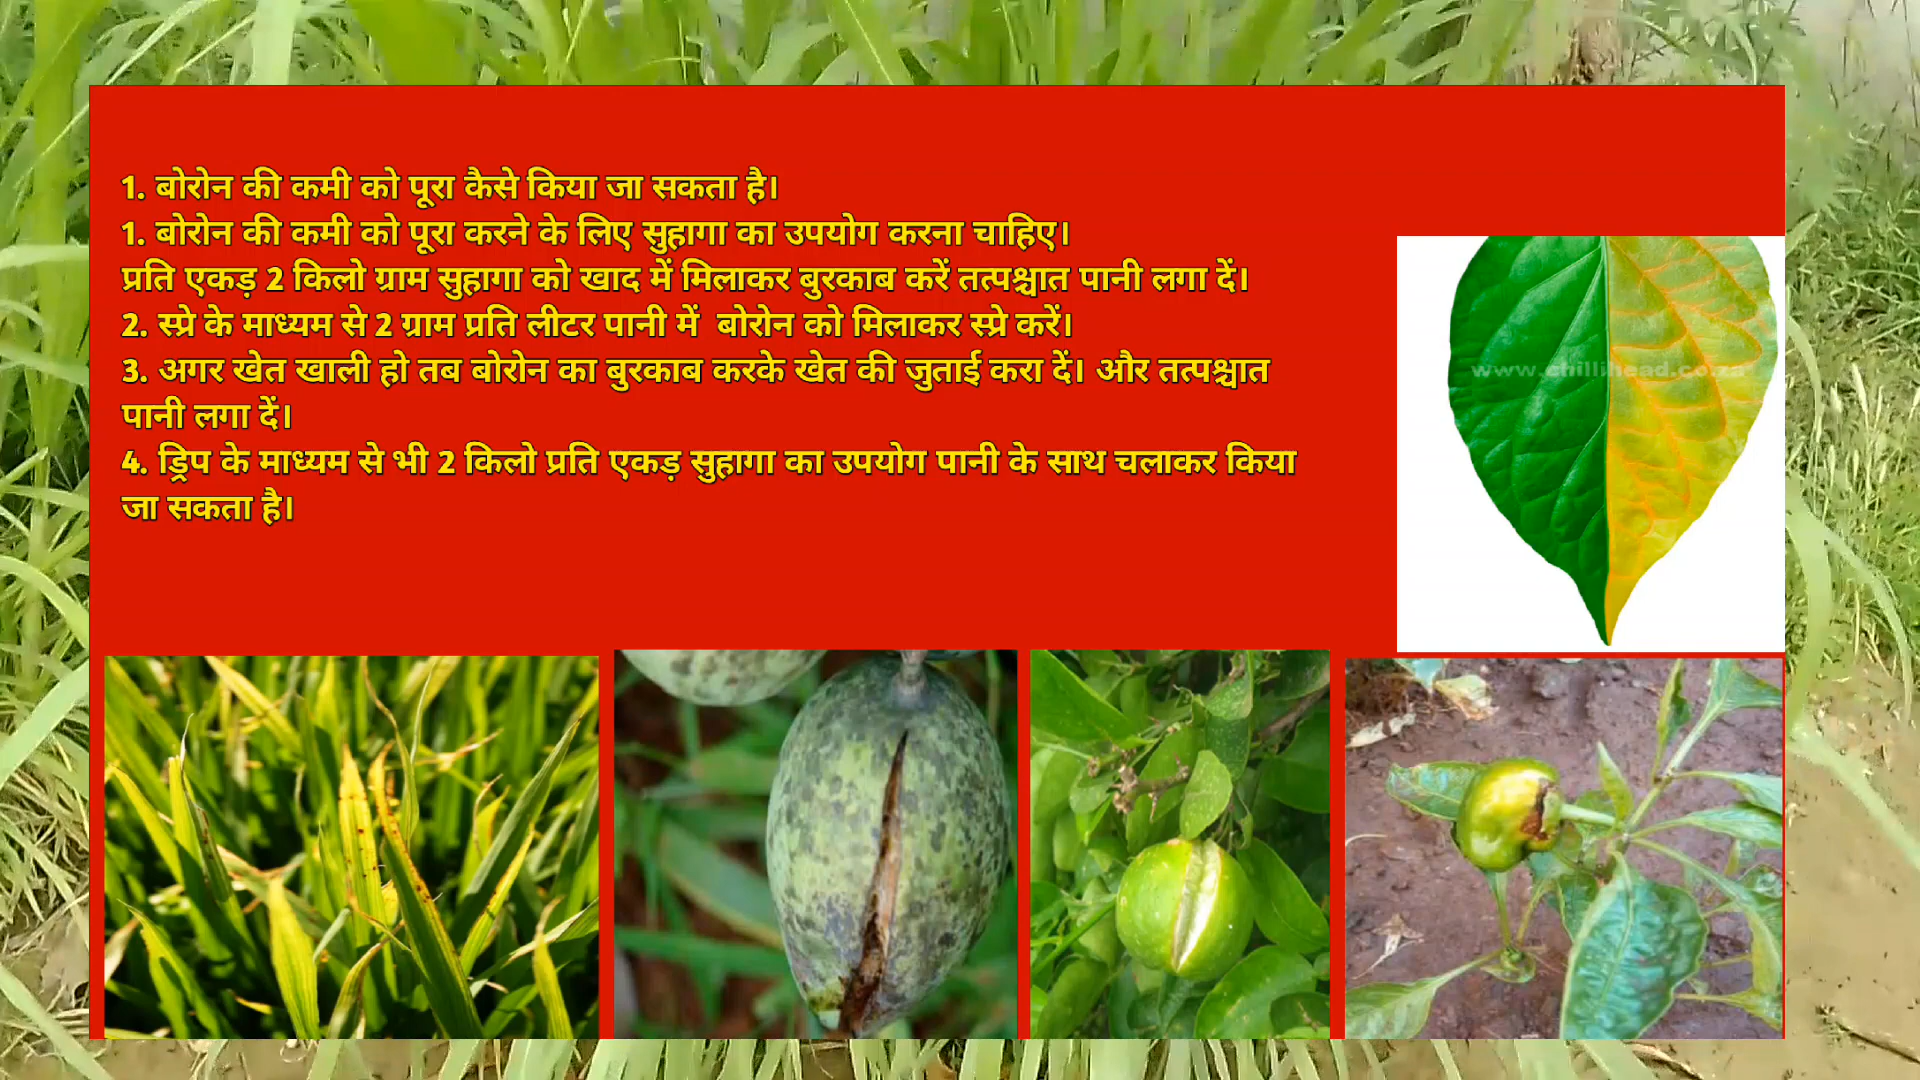 1. बोरोन की कमी को पूरा कैसे किया जा सकता है।
1. बोरोन की कमी को पूरा करने के लिए सुहागा का उपयोग करना चाहिए।
प्रति एकड़ 2 किलो ग्राम सुहागा को खाद में मिलाकर बुरकाब करें तत्पश्चात पानी लगा दें।
2. स्प्रे के माध्यम से 2 ग्राम प्रति लीटर पानी में  बोरोन को मिलाकर स्प्रे करें।
3. अगर खेत खाली हो तब बोरोन का बुरकाब करके खेत की जुताई करा दें। और तत्पश्चात
पानी लगा दें।
4. ड्रिप के माध्यम से भी 2 किलो प्रति एकड़ सुहागा का उपयोग पानी के साथ चलाकर किया
जा सकता है।
www.chillihead.co.za